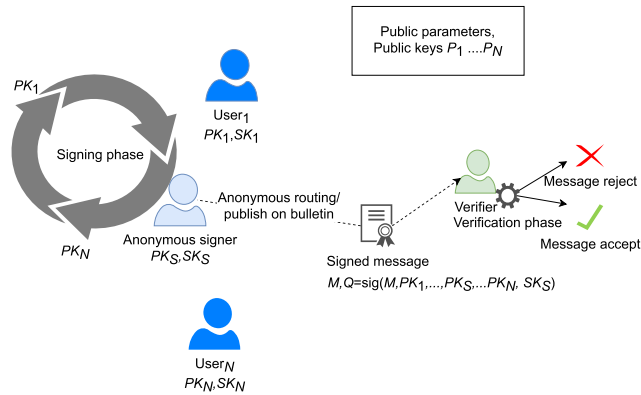 Public parameters,
Public keys P1 ....PN
PK1
User1
PK1,SK1
Signing phase
Anonymous routing/
publish on bulletin
Anonymous signer
PKS,SKS
PKN
Verifier
Verification phase
Message reject
Message accept
Signed message
M,Q=sig(M,PK1,...,PKS,...PKN, SKS)
UserN
PKN,SKN